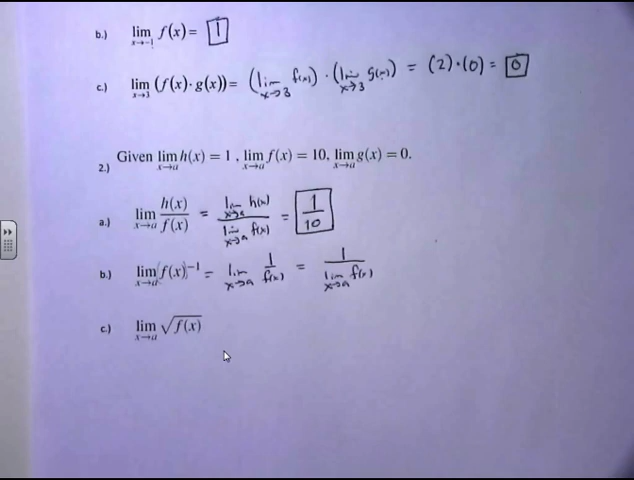 b.) lim x→-1 f(x) = 1
c.) lim x→3 (f(x)·g(x)) = (lim x→3 f(x)) · (lim x→3 g(x)) = (2)·(0) = 0
2.) Given lim x→a h(x) = 1 , lim x→a f(x) = 10, lim x→a g(x) = 0.
a.) lim x→a h(x)/f(x) = lim x→a h(x) / lim x→a f(x) = 1/10
b.) lim x→a f(x)^-1 = lim x→a 1/f(x) = 1 / lim x→a f(x)
c.) lim x→a √f(x)